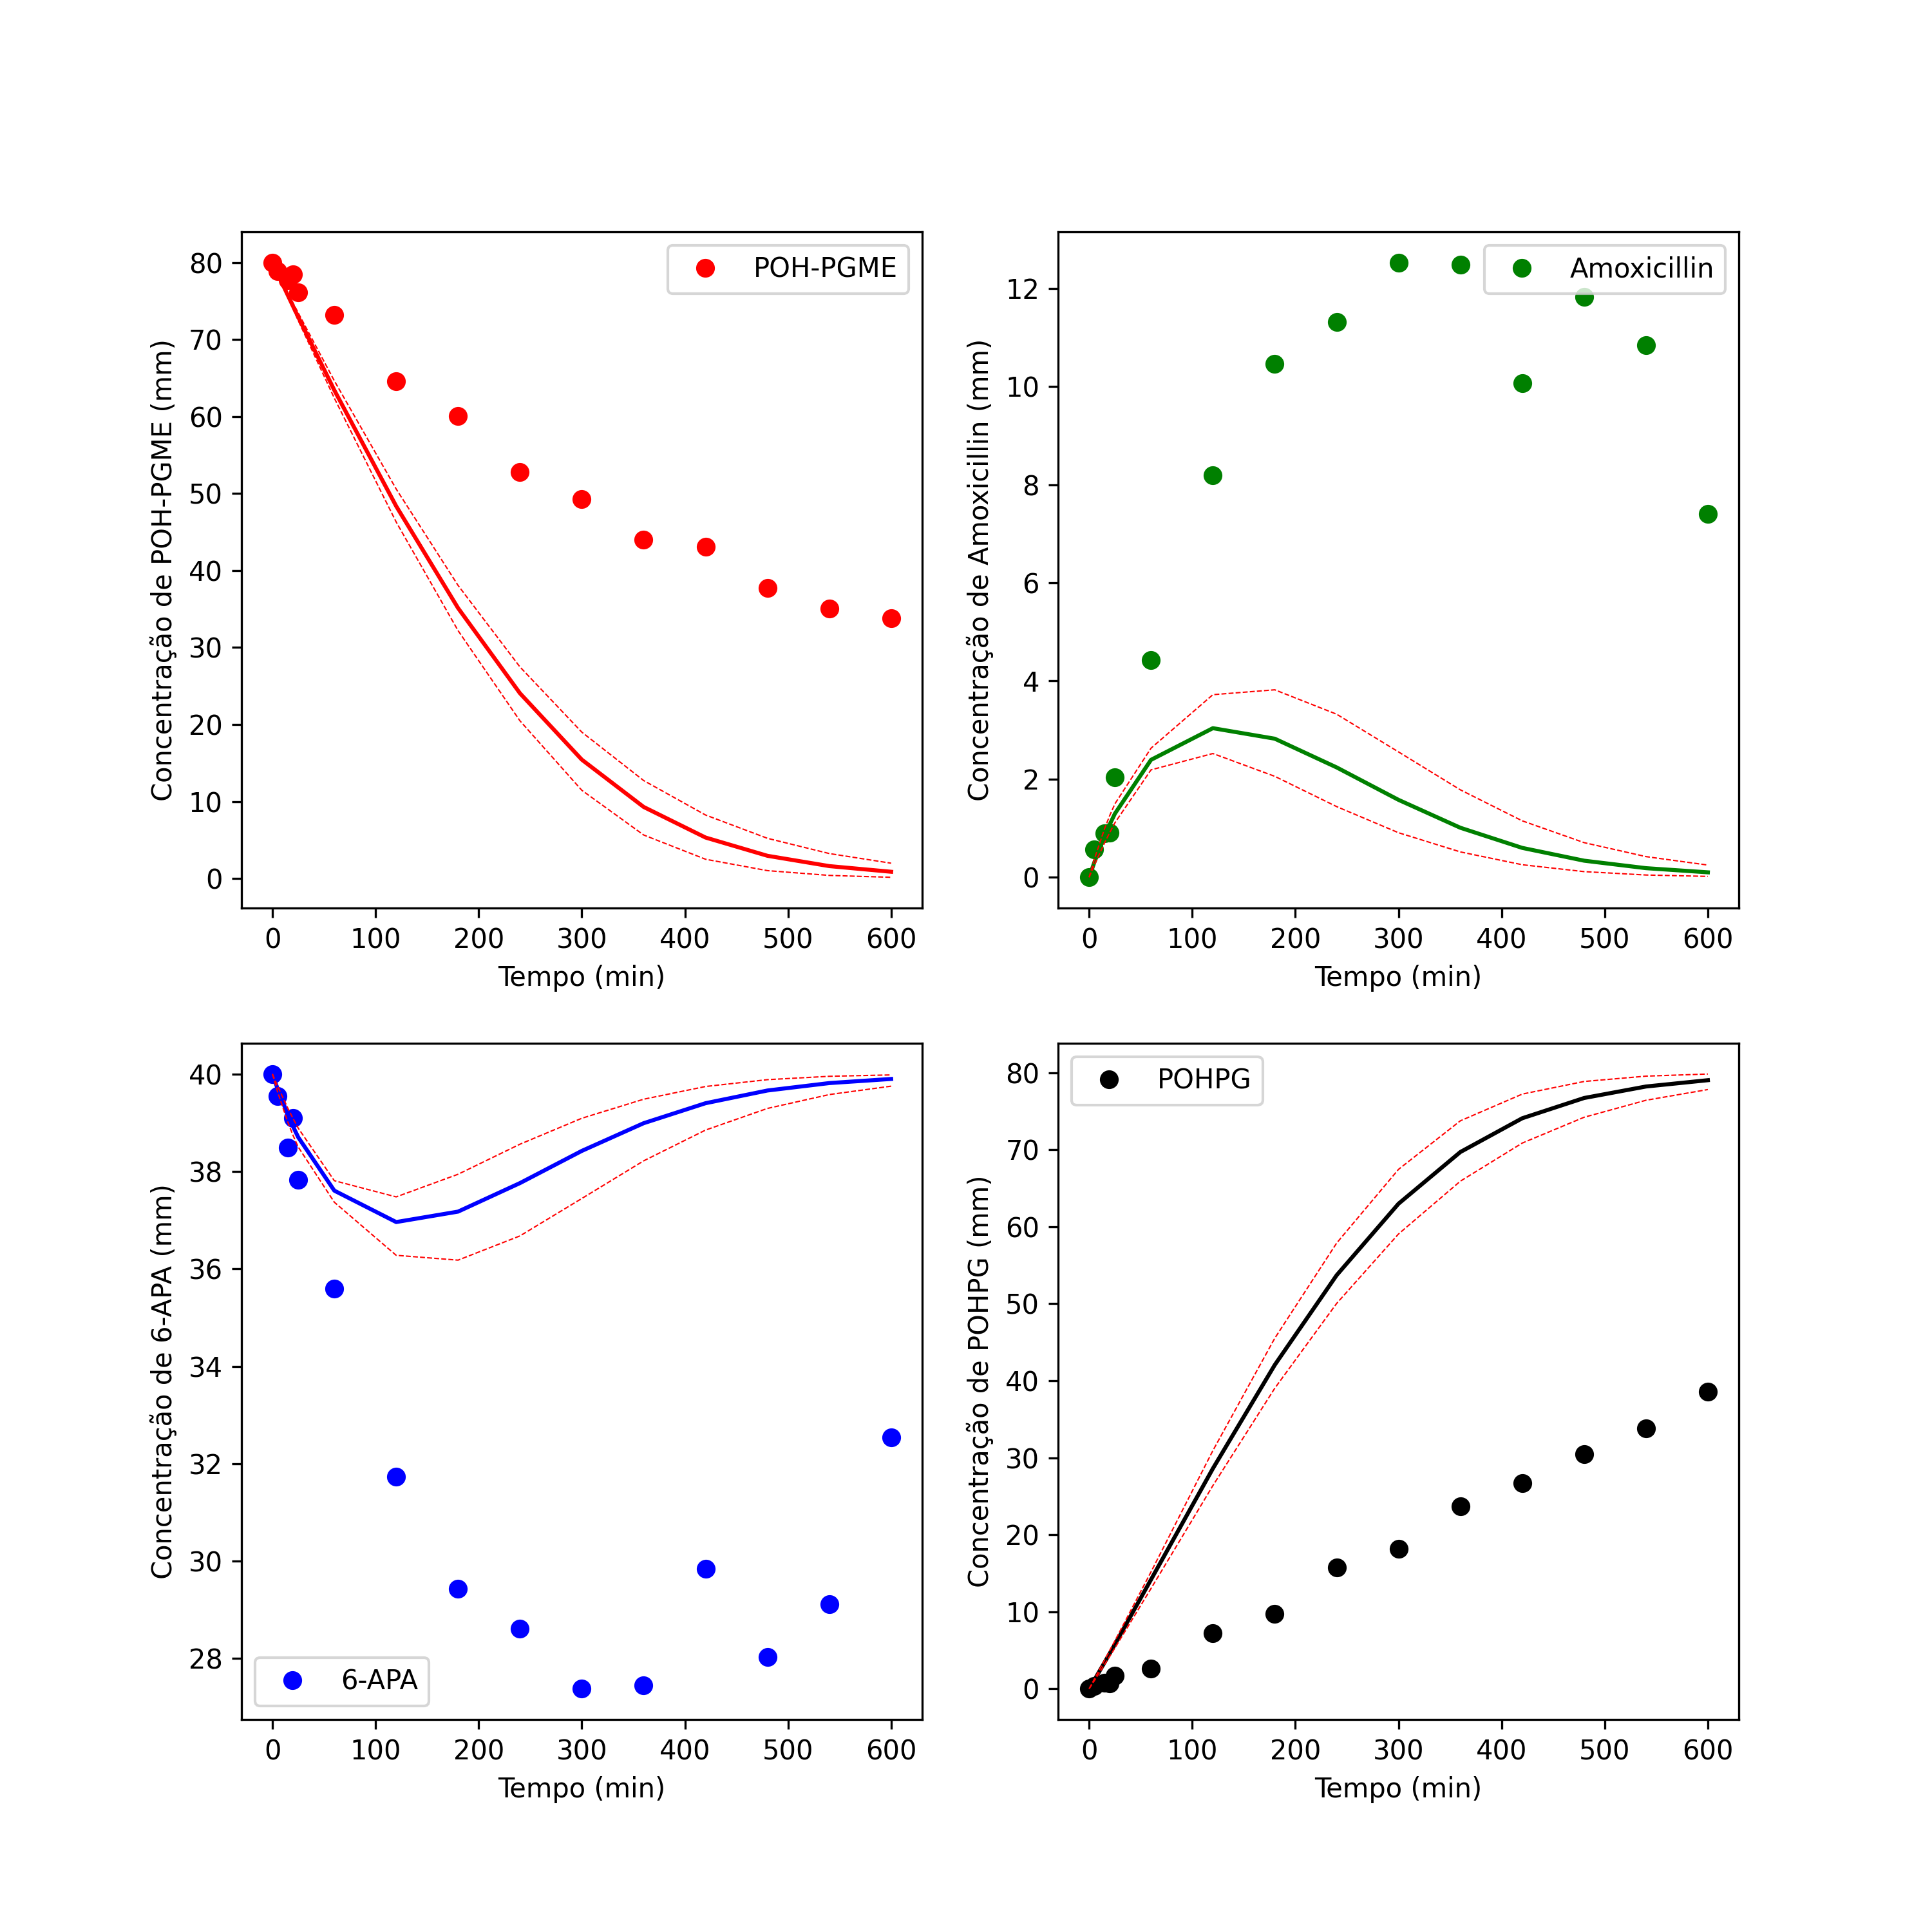 POH-PGME
Concentração de POH-PGME (mm)
80
70
60
50
40
30
20
10
0
0 100 200 300 400 500 600
Tempo (min)
Amoxicillin
Concentração de Amoxicillin (mm)
12
10
8
6
4
2
0
0 100 200 300 400 500 600
Tempo (min)
Concentração de 6-APA (mm)
40
38
36
34
32
30
28
6-APA
0 100 200 300 400 500 600
Tempo (min)
POHPG
Concentração de POHPG (mm)
80
70
60
50
40
30
20
10
0
0 100 200 300 400 500 600
Tempo (min)